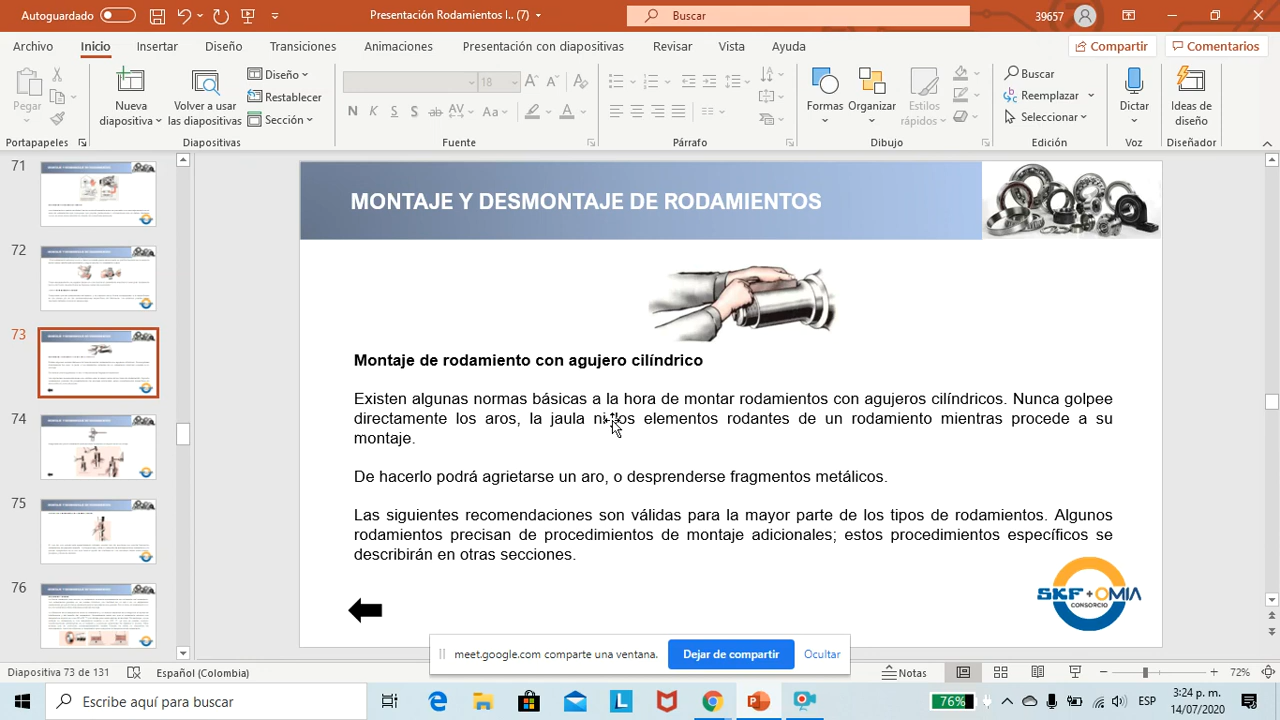 Autoguardado
Presentación Rodamientos I.. (7)
Buscar
39657
Archivo
Inicio
Insertar
Diseño
Transiciones
Animaciones
Presentación con diapositivas
Revisar
Vista
Ayuda
Compartir
Comentarios
Pegar
Nueva diapositiva
Volver a usar las diapositivas
Diseño
Restablecer
Sección
18
N K S S ab AV Aa A
Formas
Organizar
Estilos rápidos
Buscar
Reemplazar
Seleccionar
Dictar
Ideas de diseño
Portapapeles
Diapositivas
Fuente
Párrafo
Dibujo
Edición
Voz
Diseñador
71
72
73
74
75
76
MONTAJE Y DESMONTAJE DE RODAMIENTOS
Montaje de rodamiento con agujero cilíndrico
Existen algunas normas básicas a la hora de montar rodamientos con agujeros cilíndricos. Nunca golpee
directamente los aros, la jaula ni los elementos rodantes de un rodamiento mientras procede a su
montaje.
De hacerlo podrá agrietarse un aro, o desprenderse fragmentos metálicos.
Las siguientes recomendaciones son válidas para la mayor parte de los tipos de rodamientos. Algunos
rodamientos precisan de procedimientos de montaje adicionales; estos procedimientos específicos se
describirán en otras secciones.
SKF + OMIA
CONSORCIO
meet.google.com comparte una ventana.
Dejar de compartir
Ocultar
Diapositiva 73 de 131
Español (Colombia)
Notas
72%
Escribe aquí para buscar
76%
ESP
3:24 p. m.
14/07/2020